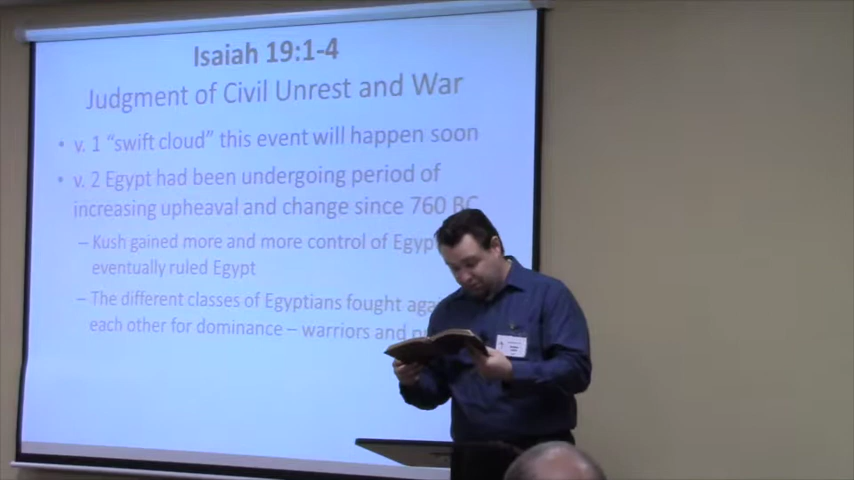 Isaiah 19:1-4
Judgment of Civil Unrest and War
• v. 1 "swift cloud" this event will happen soon
• v. 2 Egypt had been undergoing period of
increasing upheaval and change since 760 BC
– Kush gained more and more control of Egypt
eventually ruled Egypt
– The different classes of Egyptians fought
each other for dominance – warriors and